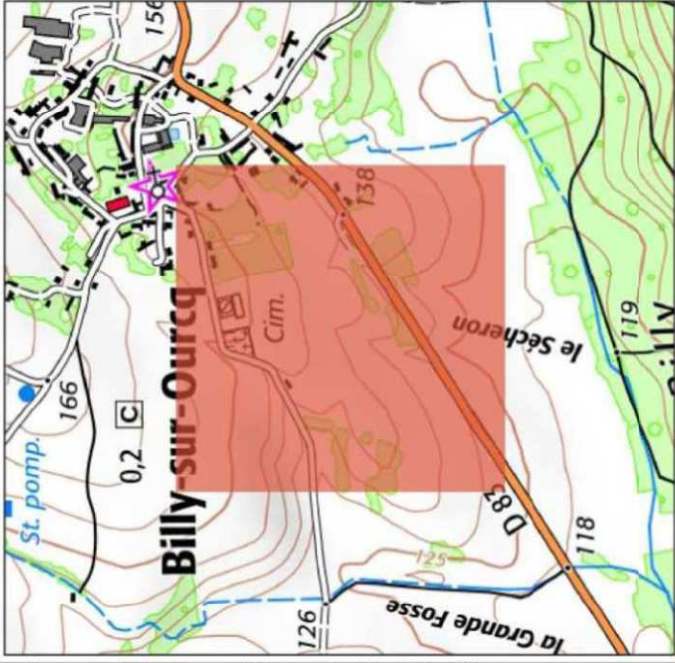 156
138
Cim.
le Sécheron
119
166
0,2 C
Billy-sur-Ourcq
St. pomp.
D 82
118
125
126
la Grande Fosse